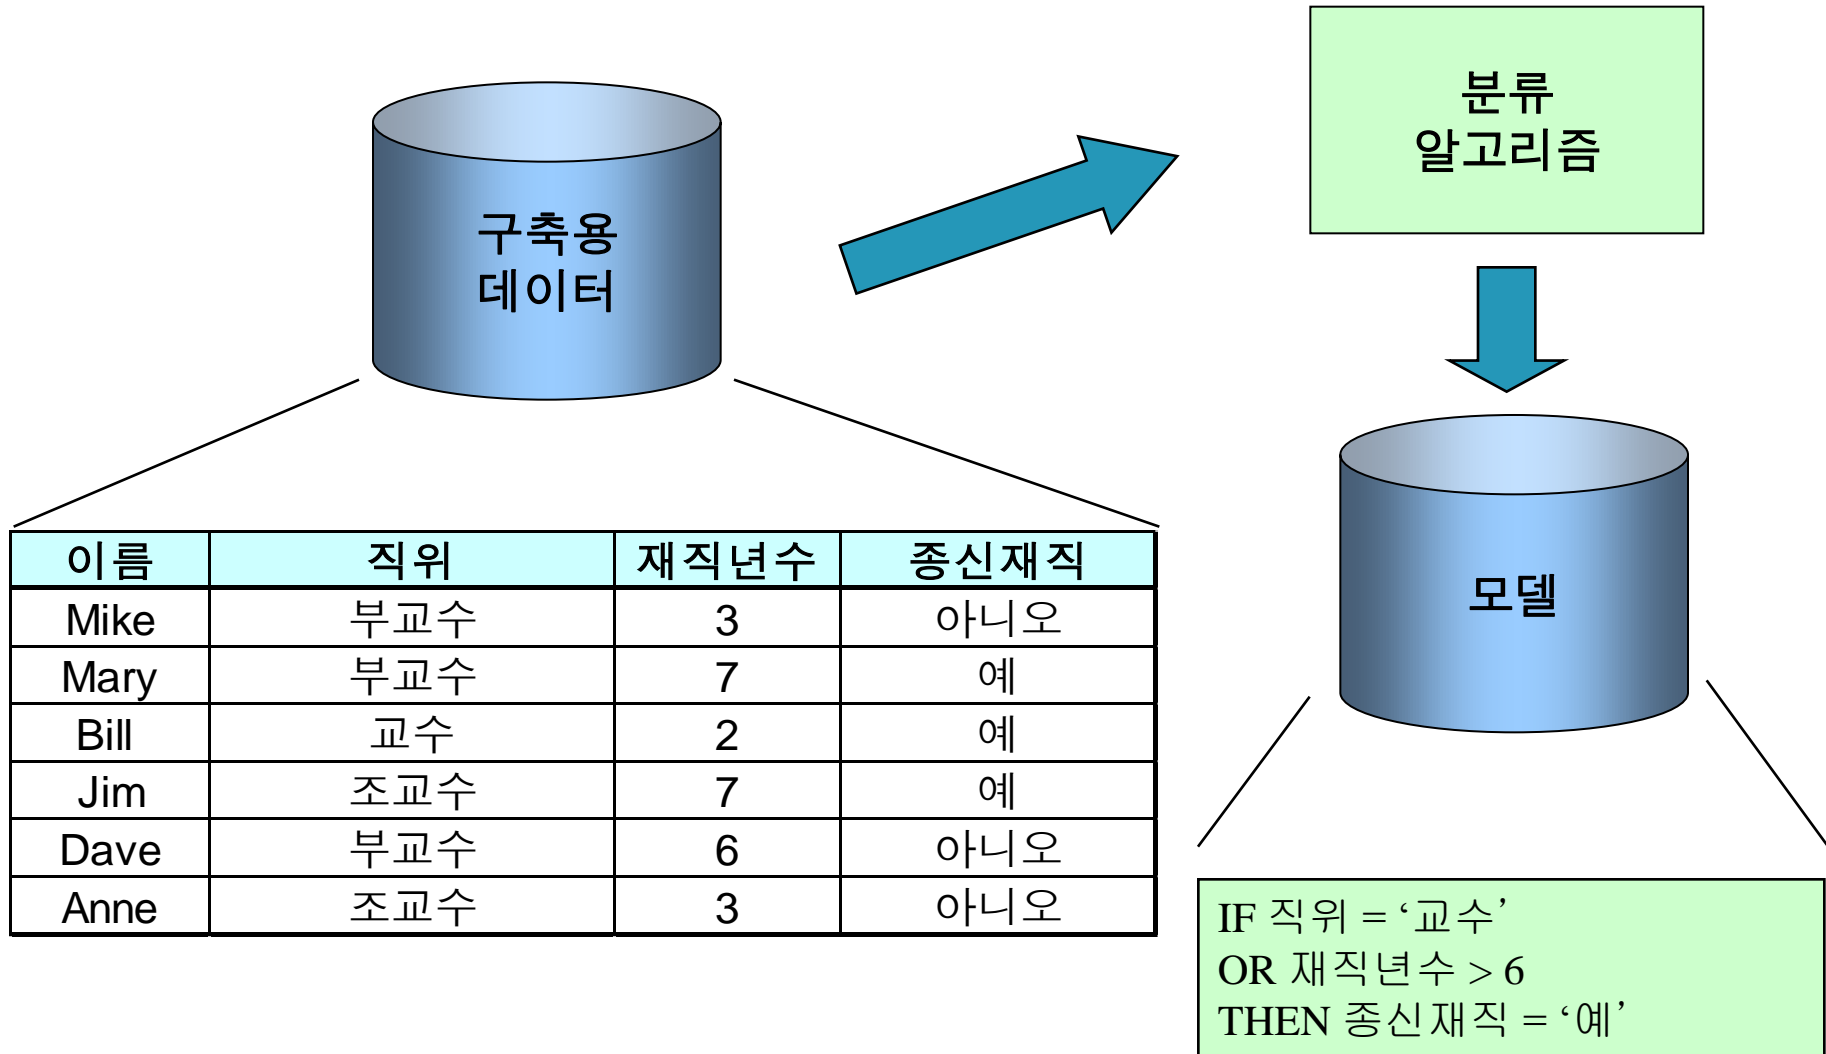 구축용
데이터
분류
알고리즘
이름 직위 재직년수 종신재직
Mike 부교수 3 아니오
Mary 부교수 7 예
Bill 교수 2 예
Jim 조교수 7 예
Dave 부교수 6 아니오
Anne 조교수 3 아니오
모델
IF 직위 = ‘교수’
OR 재직년수 > 6
THEN 종신재직 = ‘예’